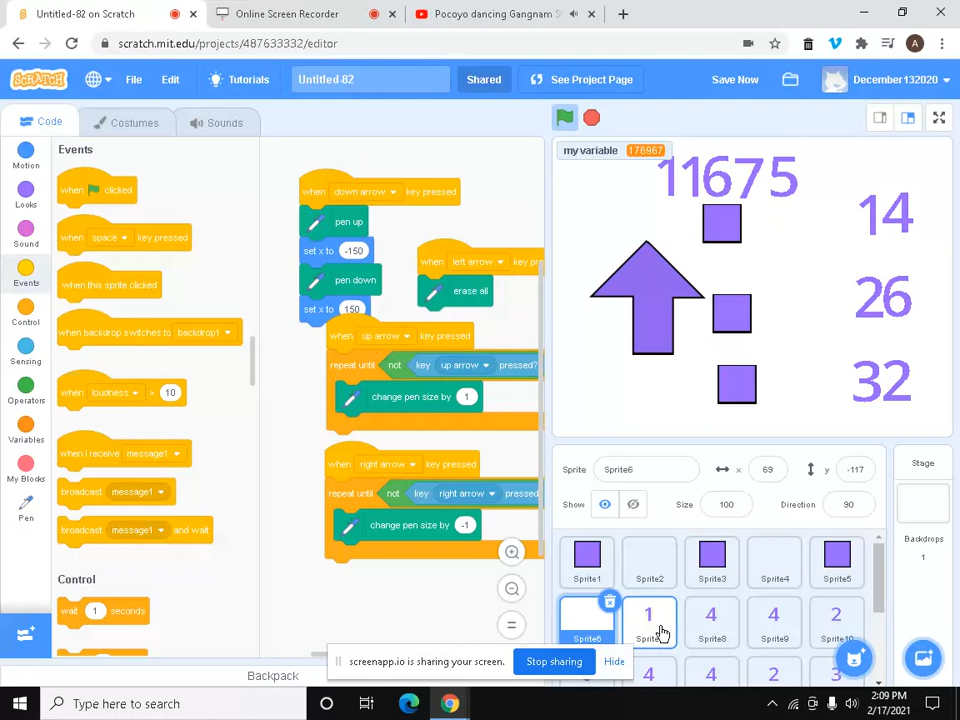 Untitled-82 on Scratch
Online Screen Recorder
Pocoyo dancing Gangnam S
scratch.mit.edu/projects/487633332/editor
A
SCRATCH
File
Edit
Tutorials
Untitled-82
Shared
See Project Page
Save Now
December132020
Code
Costumes
Sounds
Motion
Looks
Sound
Events
Control
Sensing
Operators
Variables
My Blocks
Pen
Events
when clicked
when space key pressed
when this sprite clicked
when backdrop switches to backdrop1
when loudness > 10
when I receive message1
broadcast message1
broadcast message1 and wait
Control
wait 1 seconds
when down arrow key pressed
pen up
set x to -150
pen down
set x to 150
when left arrow key pre
erase all
when up arrow key pressed
repeat until not key up arrow pressed?
change pen size by 1
when right arrow key pressed
repeat until not key right arrow pressed
change pen size by -1
Backpack
my variable 176967
11675
14
26
32
Sprite Sprite6 x 69 y -117
Show Size 100 Direction 90
Stage
Backdrops
1
Sprite1
Sprite2
Sprite3
Sprite4
Sprite5
Sprite6
1
4
Sprite8
4
Sprite9
2
Sprite10
4
4
2
3
screenapp.io is sharing your screen.
Stop sharing
Hide
Type here to search
2:09 PM
2/17/2021